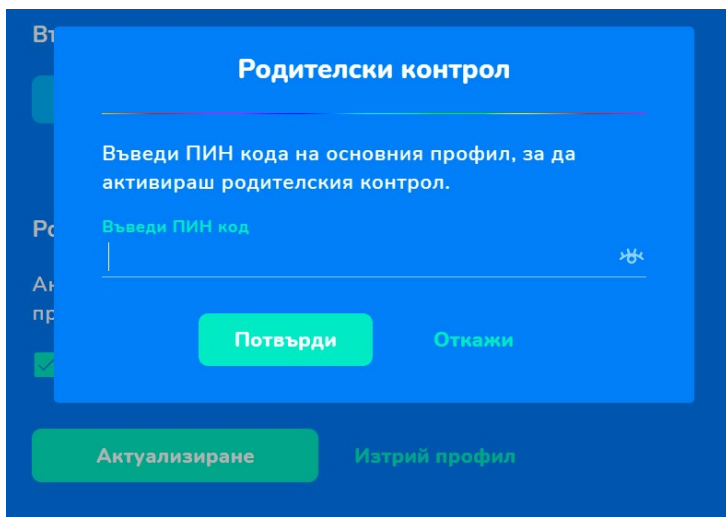 Родителски контрол
Въведи ПИН кода на основния профил, за да
активираш родителския контрол.
Въведи ПИН код
Потвърди Откажи
Актуализиране Изтрий профил